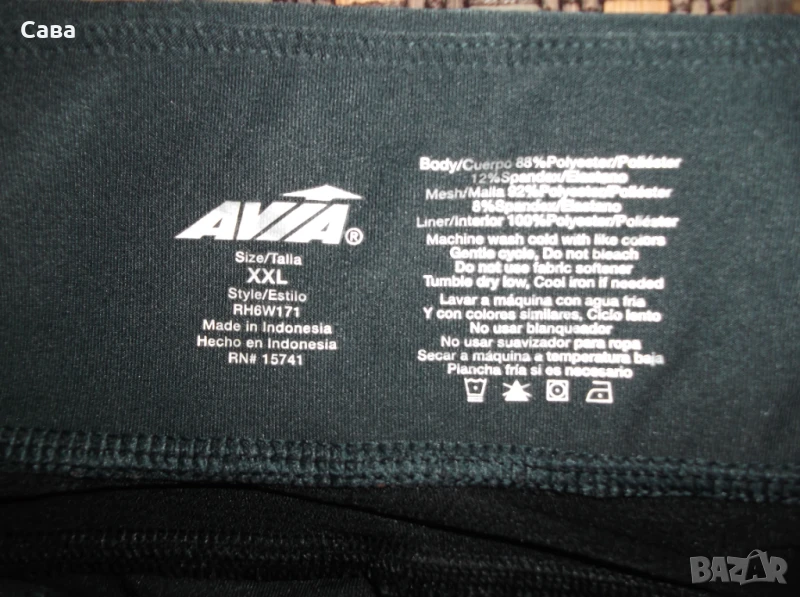 Сава
AVIA®
Size/Talla
XXL
Style/Estilo
RH6W171
Made in Indonesia
Hecho en Indonesia
RN# 15741
Body/Cuerpo 88%Polyester/Poliéster
12%Spandex/Elastano
Mesh/Malla 92%Polyester/Poliéster
8%Spandex/Elastano
Liner/Interior 100%Polyester/Poliéster
Machine wash cold with like colors
Gentle cycle, Do not bleach
Do not use fabric softener
Tumble dry low, Cool iron if needed
Lavar a máquina con agua fría
Y con colores similares, Ciclo lento
No usar blanqueador
No usar suavizador para ropa
Secar a máquina a temperatura baja
Plancha fría si es necesario
BAZAR